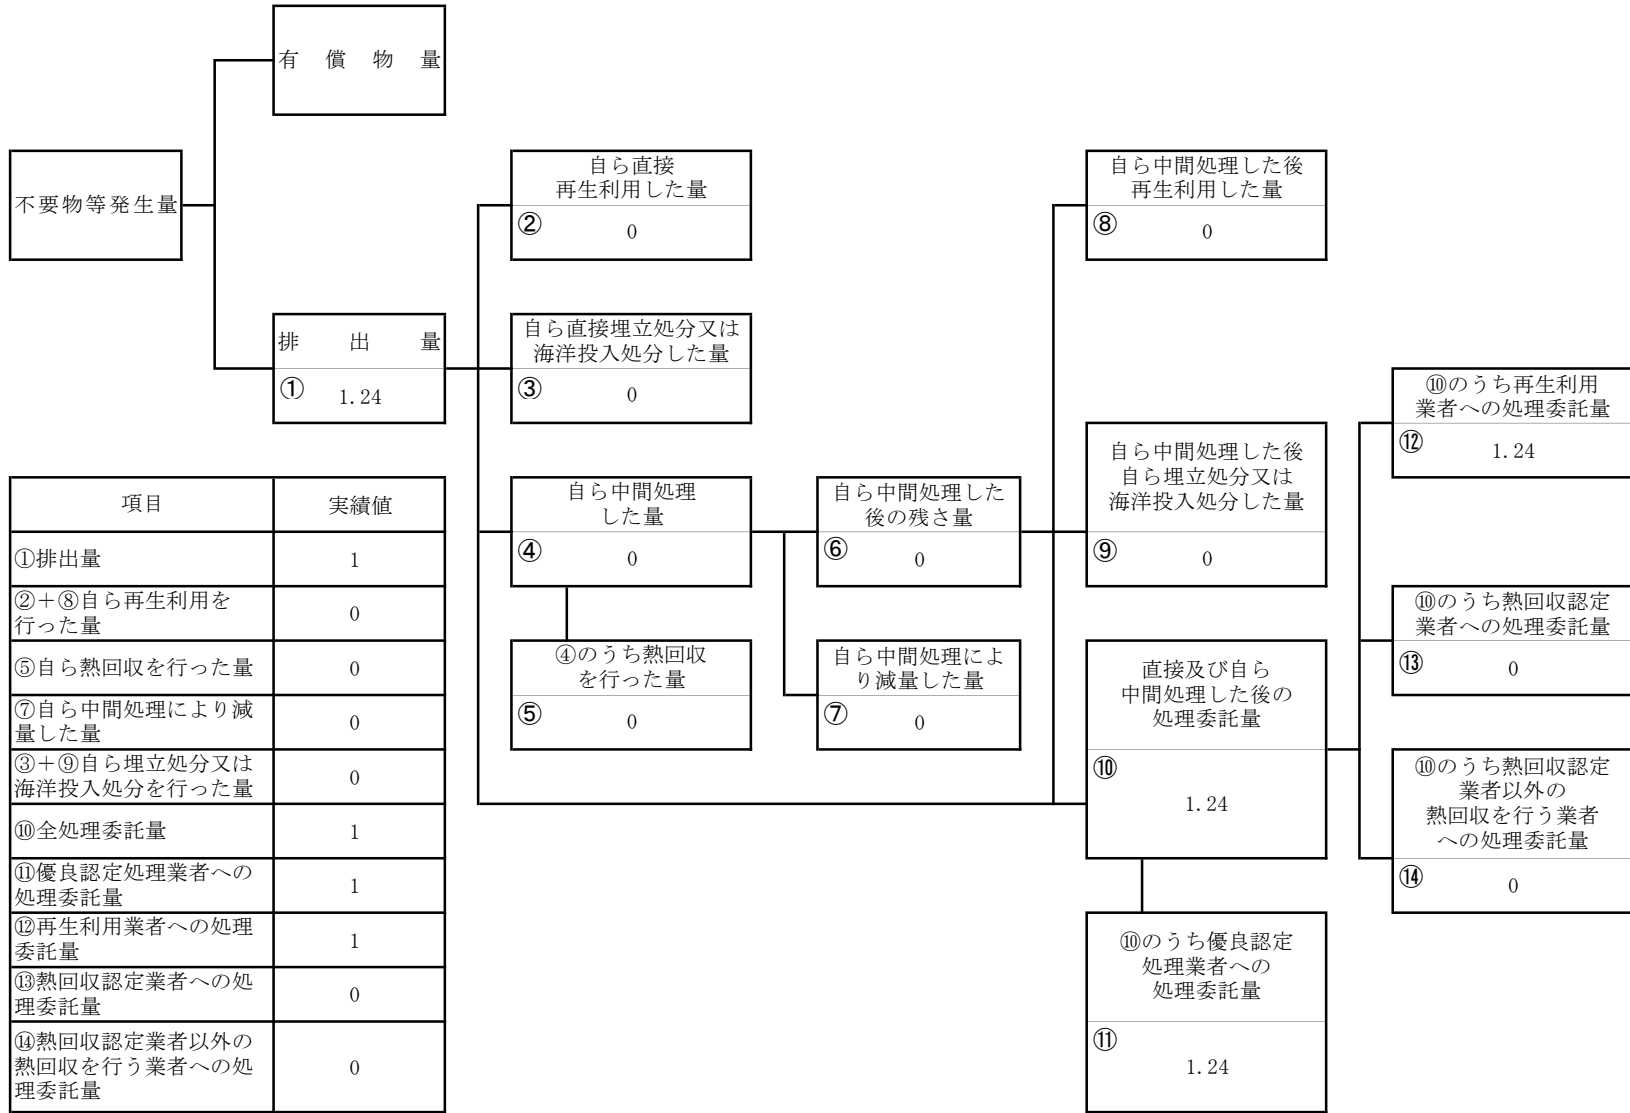 有償物量
不要物等発生量
排出量
① 1.24
自ら直接
再生利用した量
② 0
自ら直接埋立処分又は
海洋投入処分した量
③ 0
自ら中間処理
した量
④ 0
④のうち熱回収
を行った量
⑤ 0
自ら中間処理した
後の残さ量
⑥ 0
自ら中間処理によ
り減量した量
⑦ 0
自ら中間処理した後
再生利用した量
⑧ 0
自ら中間処理した後
自ら埋立処分又は
海洋投入処分した量
⑨ 0
直接及び自ら
中間処理した後の
処理委託量
⑩
1.24
⑩のうち優良認定
処理業者への
処理委託量
⑪
1.24
⑩のうち再生利用
業者への処理委託量
⑫ 1.24
⑩のうち熱回収認定
業者への処理委託量
⑬ 0
⑩のうち熱回収認定
業者以外の
熱回収を行う業者
への処理委託量
⑭ 0
項目 実績値
①排出量 1
②+⑧自ら再生利用を
行った量 0
⑤自ら熱回収を行った量 0
⑦自ら中間処理により減
量した量 0
③+⑨自ら埋立処分又は
海洋投入処分を行った量 0
⑩全処理委託量 1
⑪優良認定処理業者への
処理委託量 1
⑫再生利用業者への処理
委託量 1
⑬熱回収認定業者への処
理委託量 0
⑭熱回収認定業者以外の
熱回収を行う業者への処
理委託量 0